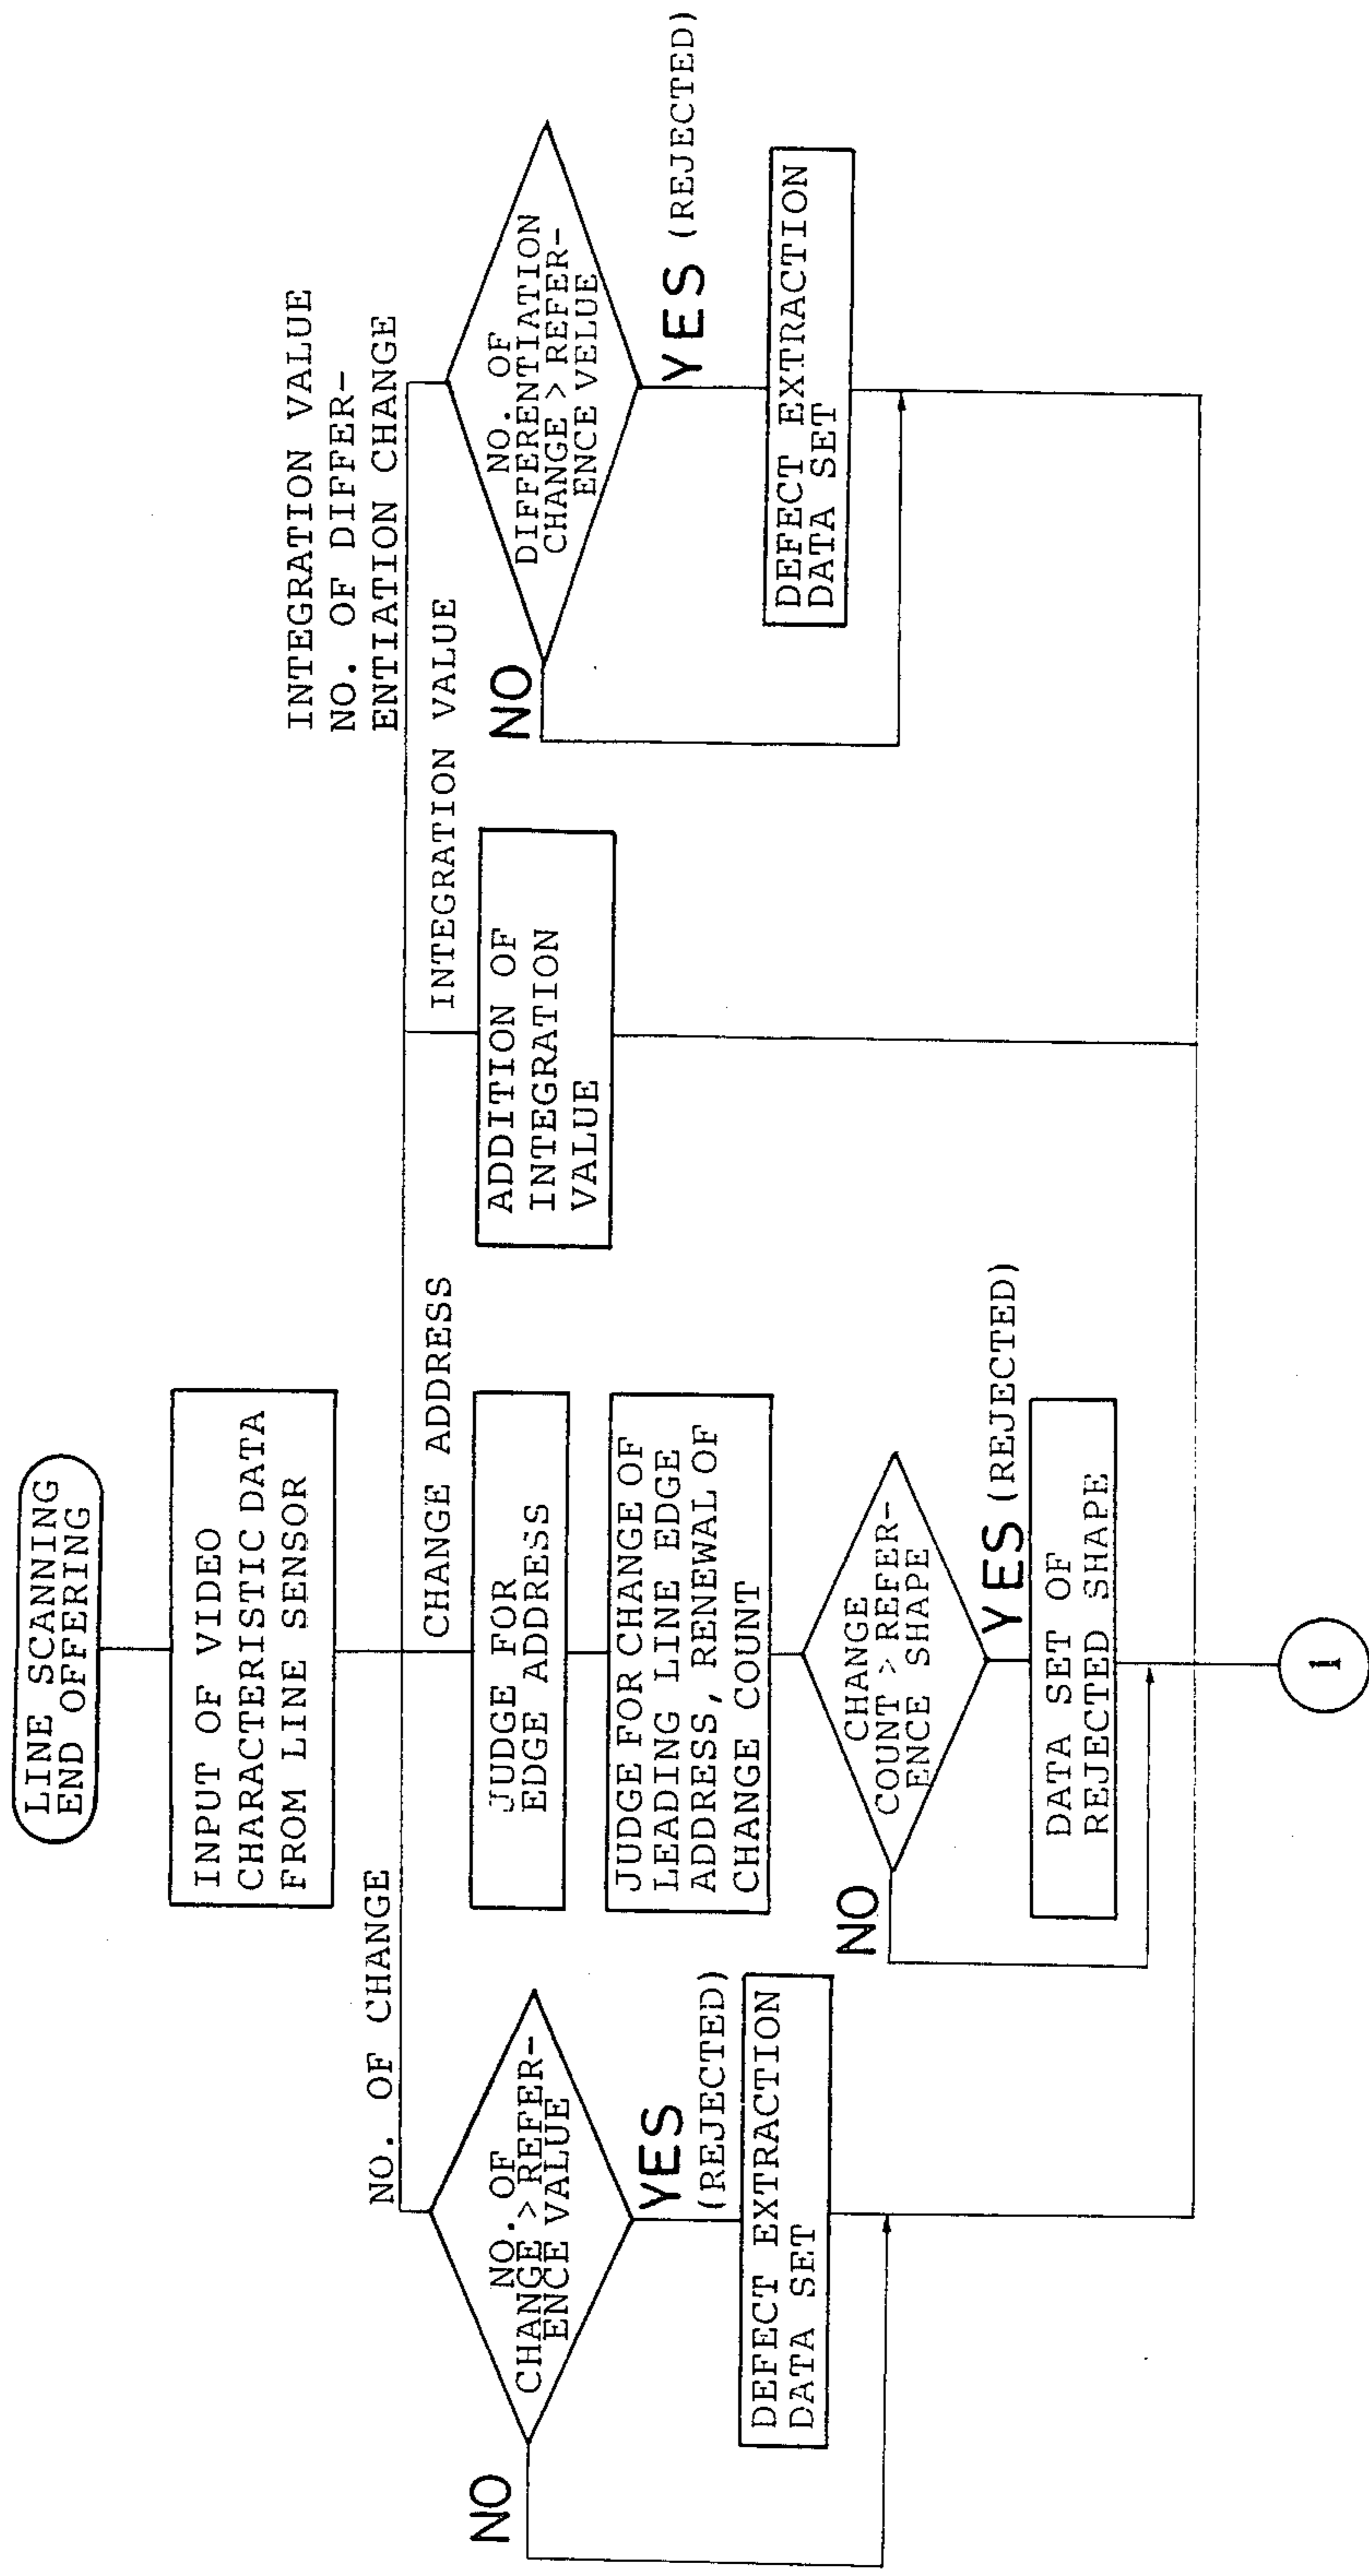 LINE SCANNING
END OFFERING
INPUT OF VIDEO
CHARACTERISTIC DATA
FROM LINE SENSOR
NO. OF CHANGE
NO. OF
CHANGE > REFER-
ENCE VALUE
NO
YES
(REJECTED)
DEFECT EXTRACTION
DATA SET
CHANGE ADDRESS
JUDGE FOR
EDGE ADDRESS
JUDGE FOR CHANGE OF
LEADING LINE EDGE
ADDRESS, RENEWAL OF
CHANGE COUNT
CHANGE
COUNT > REFER-
ENCE SHAPE
NO
YES (REJECTED)
DATA SET OF
REJECTED SHAPE
INTEGRATION VALUE
ADDITION OF
INTEGRATION
VALUE
INTEGRATION VALUE
NO. OF DIFFER-
ENTIATION CHANGE
NO. OF
DIFFERENTIATION
CHANGE > REFER-
ENCE VELUE
NO
YES (REJECTED)
DEFECT EXTRACTION
DATA SET
1